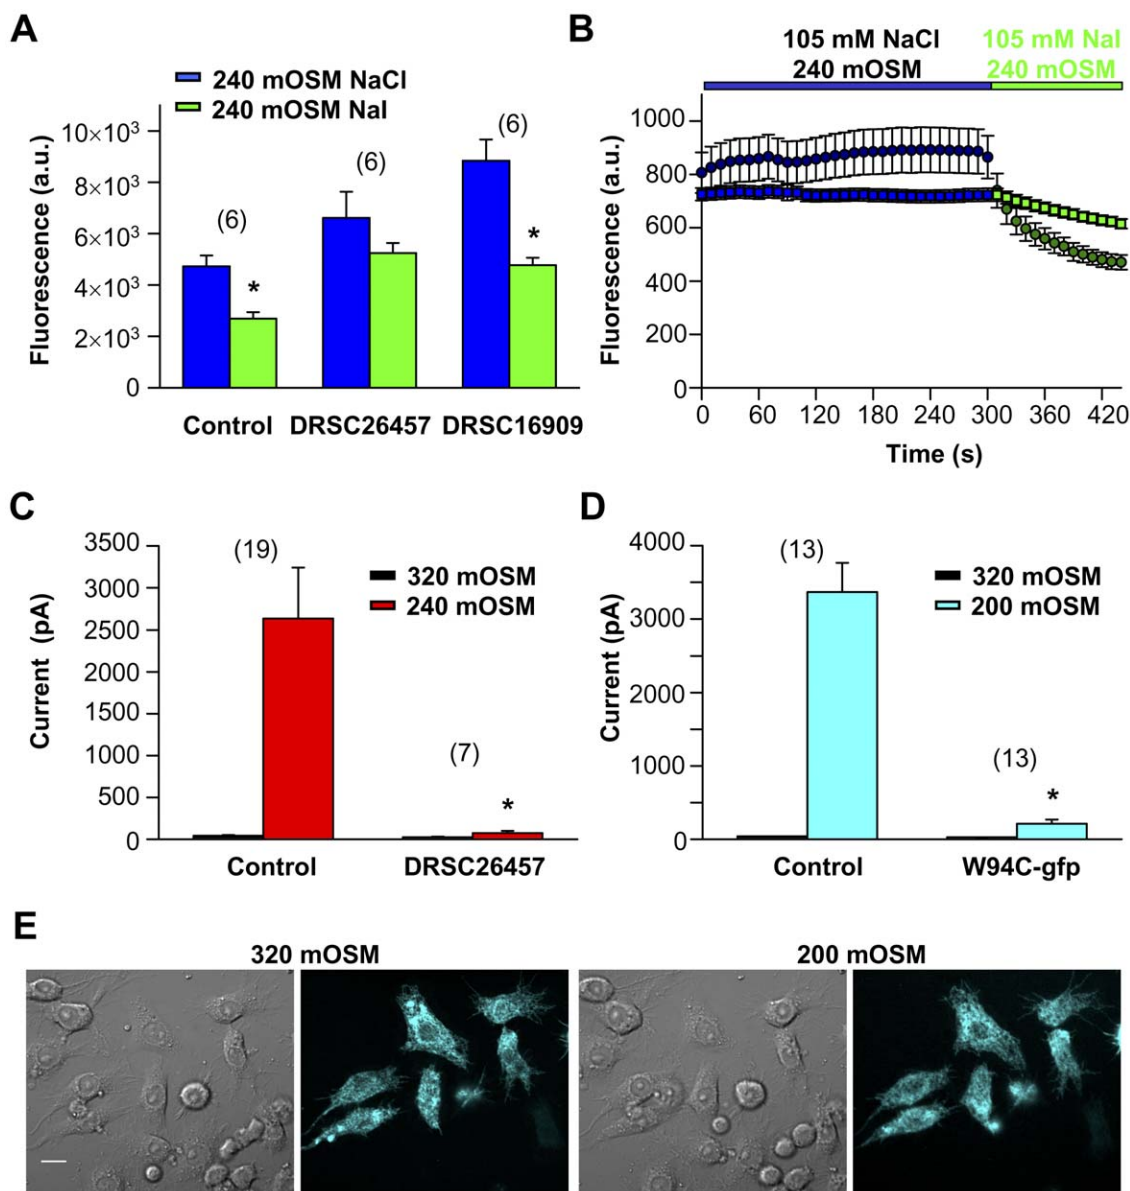 A
240 mOSM NaCl
240 mOSM NaI
Fluorescence (a.u.)
10×10³
8×10³
6×10³
4×10³
2×10³
0
(6)
(6)
(6)
*
*
Control DRSC26457 DRSC16909
B
105 mM NaCl 105 mM NaI
240 mOSM 240 mOSM
Fluorescence (a.u.)
1000
800
600
400
200
0
0 60 120 180 240 300 360 420
Time (s)
C
Current (pA)
3500
3000
2500
2000
1500
1000
500
0
(19)
320 mOSM
240 mOSM
(7)
*
Control DRSC26457
D
Current (pA)
4000
3000
2000
1000
0
(13)
320 mOSM
200 mOSM
(13)
*
Control W94C-gfp
E
320 mOSM 200 mOSM